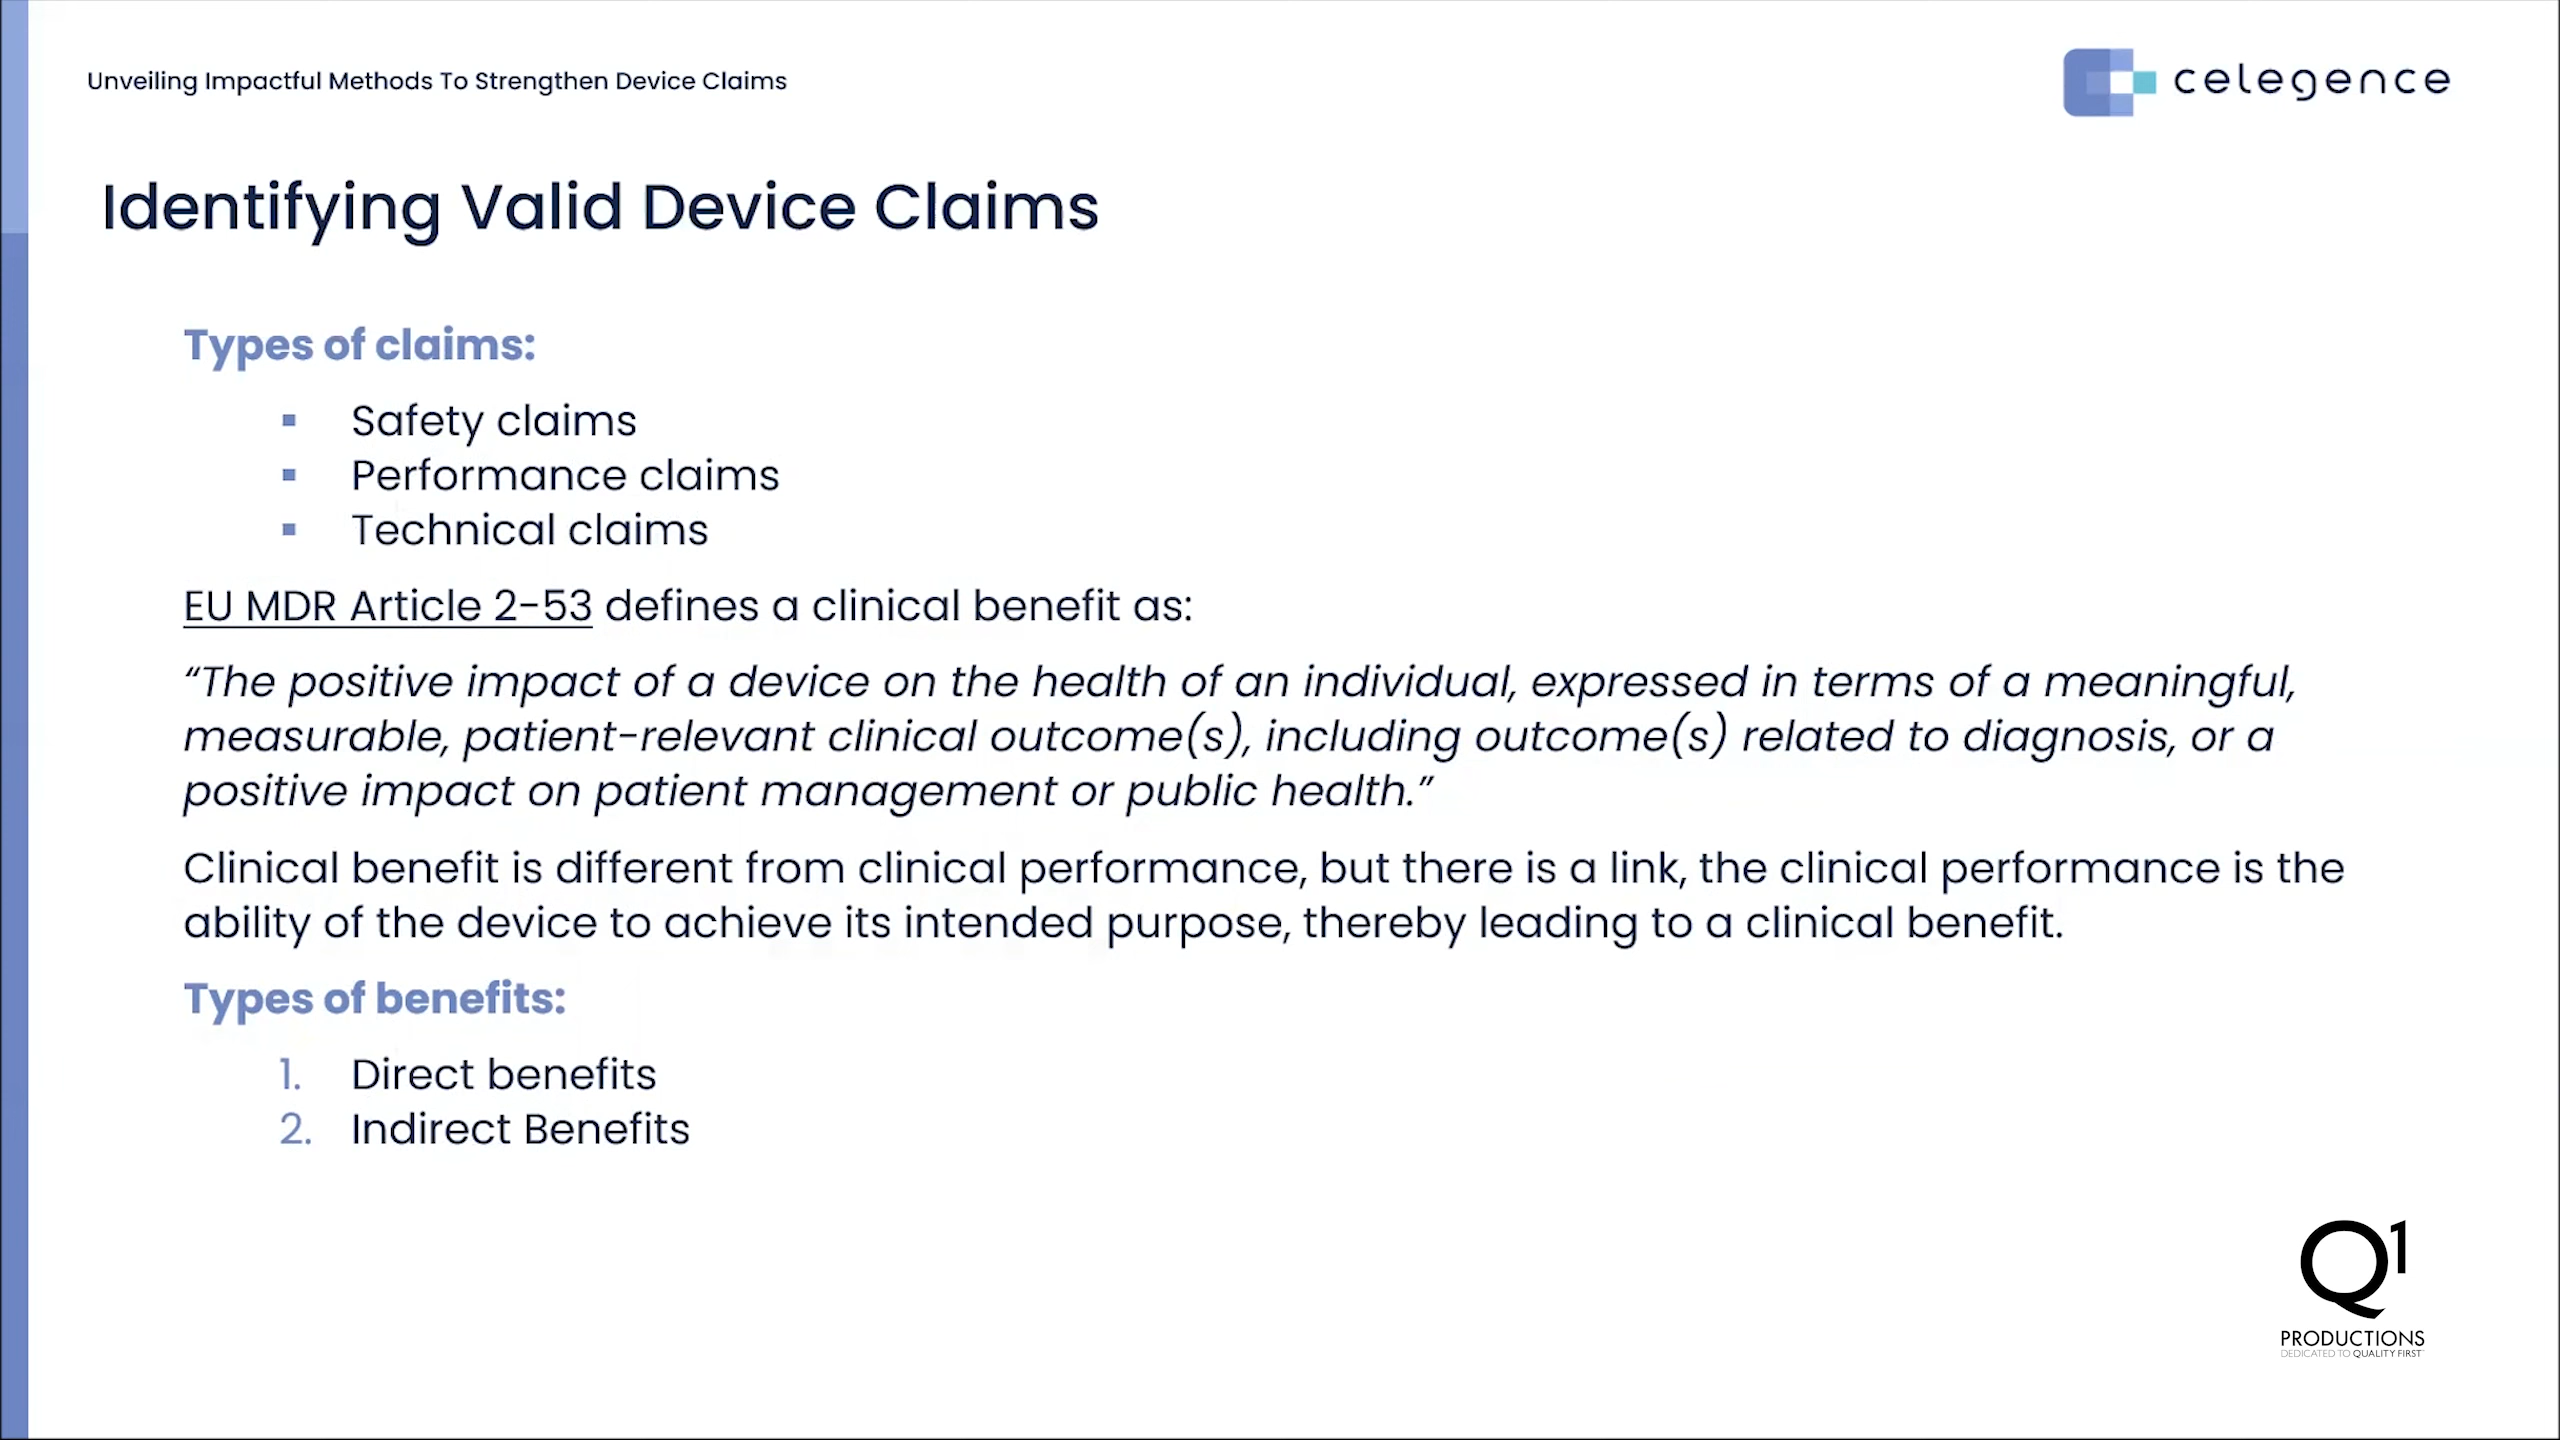 Unveiling Impactful Methods To Strengthen Device Claims
celegence
Identifying Valid Device Claims
Types of claims:
▪ Safety claims
▪ Performance claims
▪ Technical claims
EU MDR Article 2-53 defines a clinical benefit as:
“The positive impact of a device on the health of an individual, expressed in terms of a meaningful,
measurable, patient-relevant clinical outcome(s), including outcome(s) related to diagnosis, or a
positive impact on patient management or public health.”
Clinical benefit is different from clinical performance, but there is a link, the clinical performance is the
ability of the device to achieve its intended purpose, thereby leading to a clinical benefit.
Types of benefits:
1. Direct benefits
2. Indirect Benefits
Q1
PRODUCTIONS
DEDICATED TO QUALITY FIRST